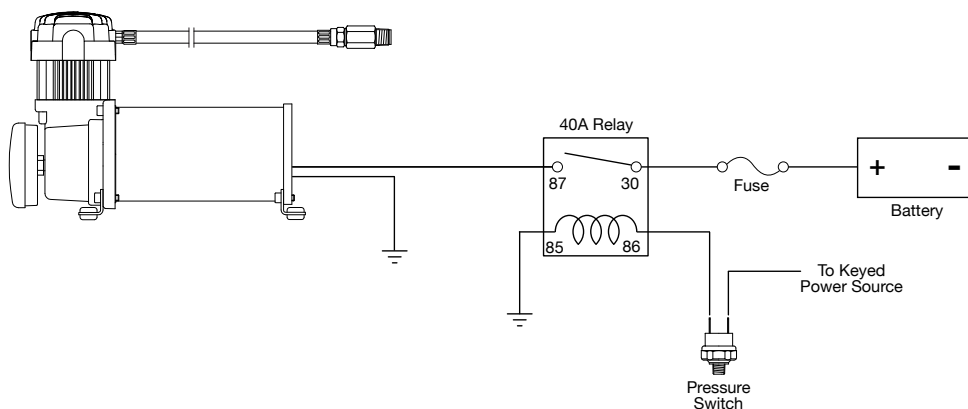 40A Relay
87
30
Fuse
+
-
Battery
85
86
To Keyed
Power Source
Pressure
Switch